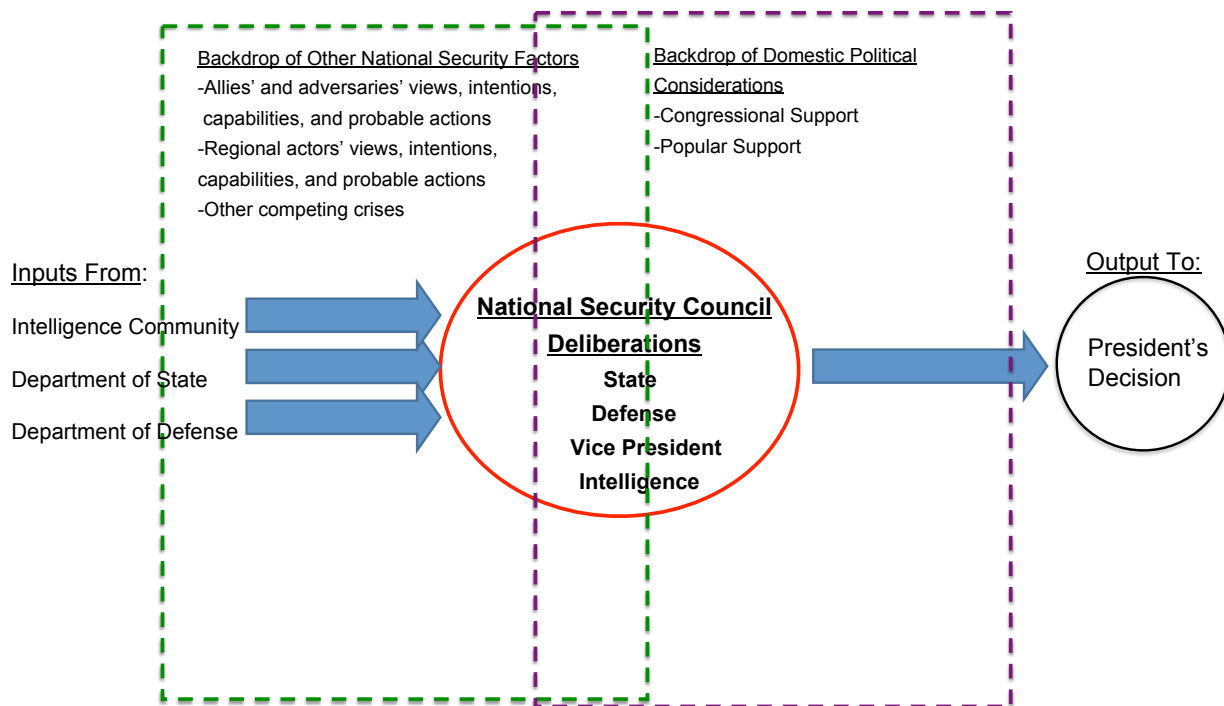 Backdrop of Other National Security Factors
-Allies' and adversaries' views, intentions,
capabilities, and probable actions
-Regional actors' views, intentions,
capabilities, and probable actions
-Other competing crises
Backdrop of Domestic Political
Considerations
-Congressional Support
-Popular Support
Inputs From:
Intelligence Community
Department of State
Department of Defense
National Security Council
Deliberations
State
Defense
Vice President
Intelligence
Output To:
President's
Decision